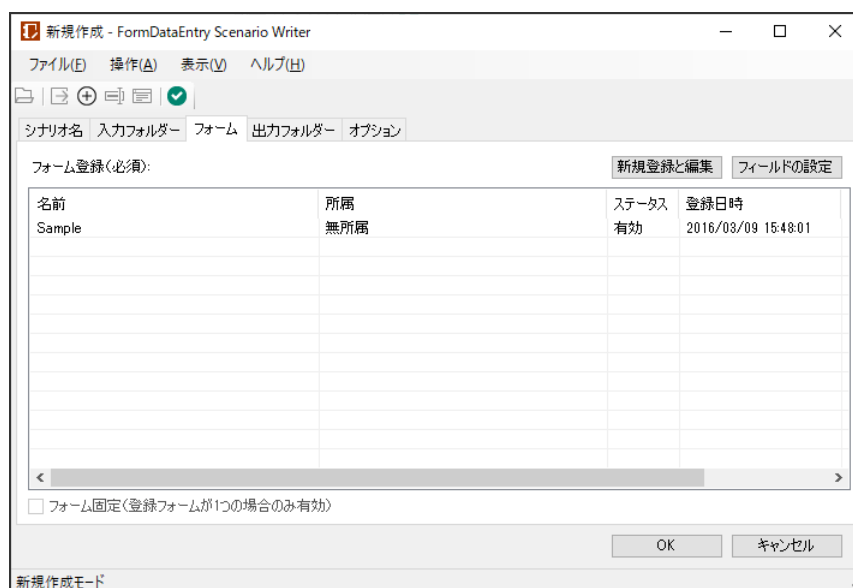 新規作成 - FormDataEntry Scenario Writer
ファイル(F) 操作(A) 表示(V) ヘルプ(H)
シナリオ名 入力フォルダー フォーム 出力フォルダー オプション
フォーム登録(必須): 新規登録と編集 フィールドの設定
名前 所属 ステータス 登録日時
Sample 無所属 有効 2016/03/09 15:48:01
フォーム固定(登録フォームが1つの場合のみ有効)
OK キャンセル
新規作成モード